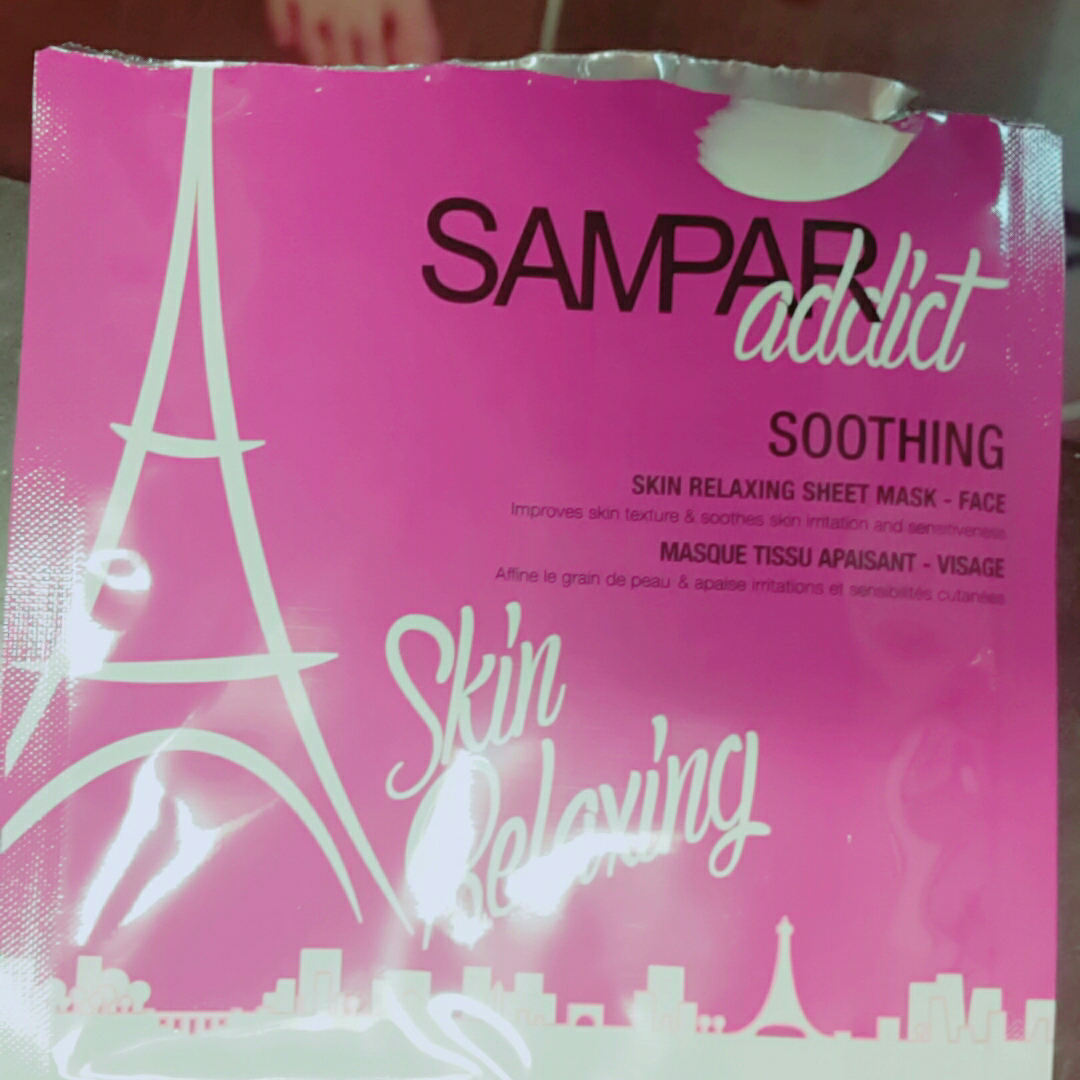 SAMPAR
addict
SOOTHING
SKIN RELAXING SHEET MASK - FACE
Improves skin texture & soothes skin irritation and sensitiveness
MASQUE TISSU APAISANT - VISAGE
Affine le grain de peau & apaise irritations et sensibilités cutanées
Skin
Relaxing